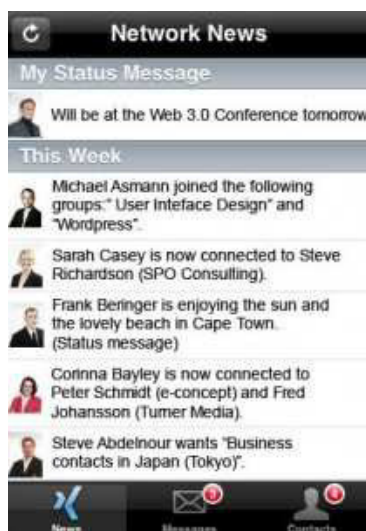 Network News
My Status Message
Will be at the Web 3.0 Conference tomorrow
This Week
Michael Asmann joined the following
groups:" User Inteface Design" and
"Wordpress".
Sarah Casey is now connected to Steve
Richardson (SPO Consulting).
Frank Beringer is enjoying the sun and
the lovely beach in Cape Town.
(Status message)
Corinna Bayley is now connected to
Peter Schmidt (e-concept) and Fred
Johansson (Turner Media).
Steve Abdelnour wants "Business
contacts in Japan (Tokyo)".
News Messages Contacts